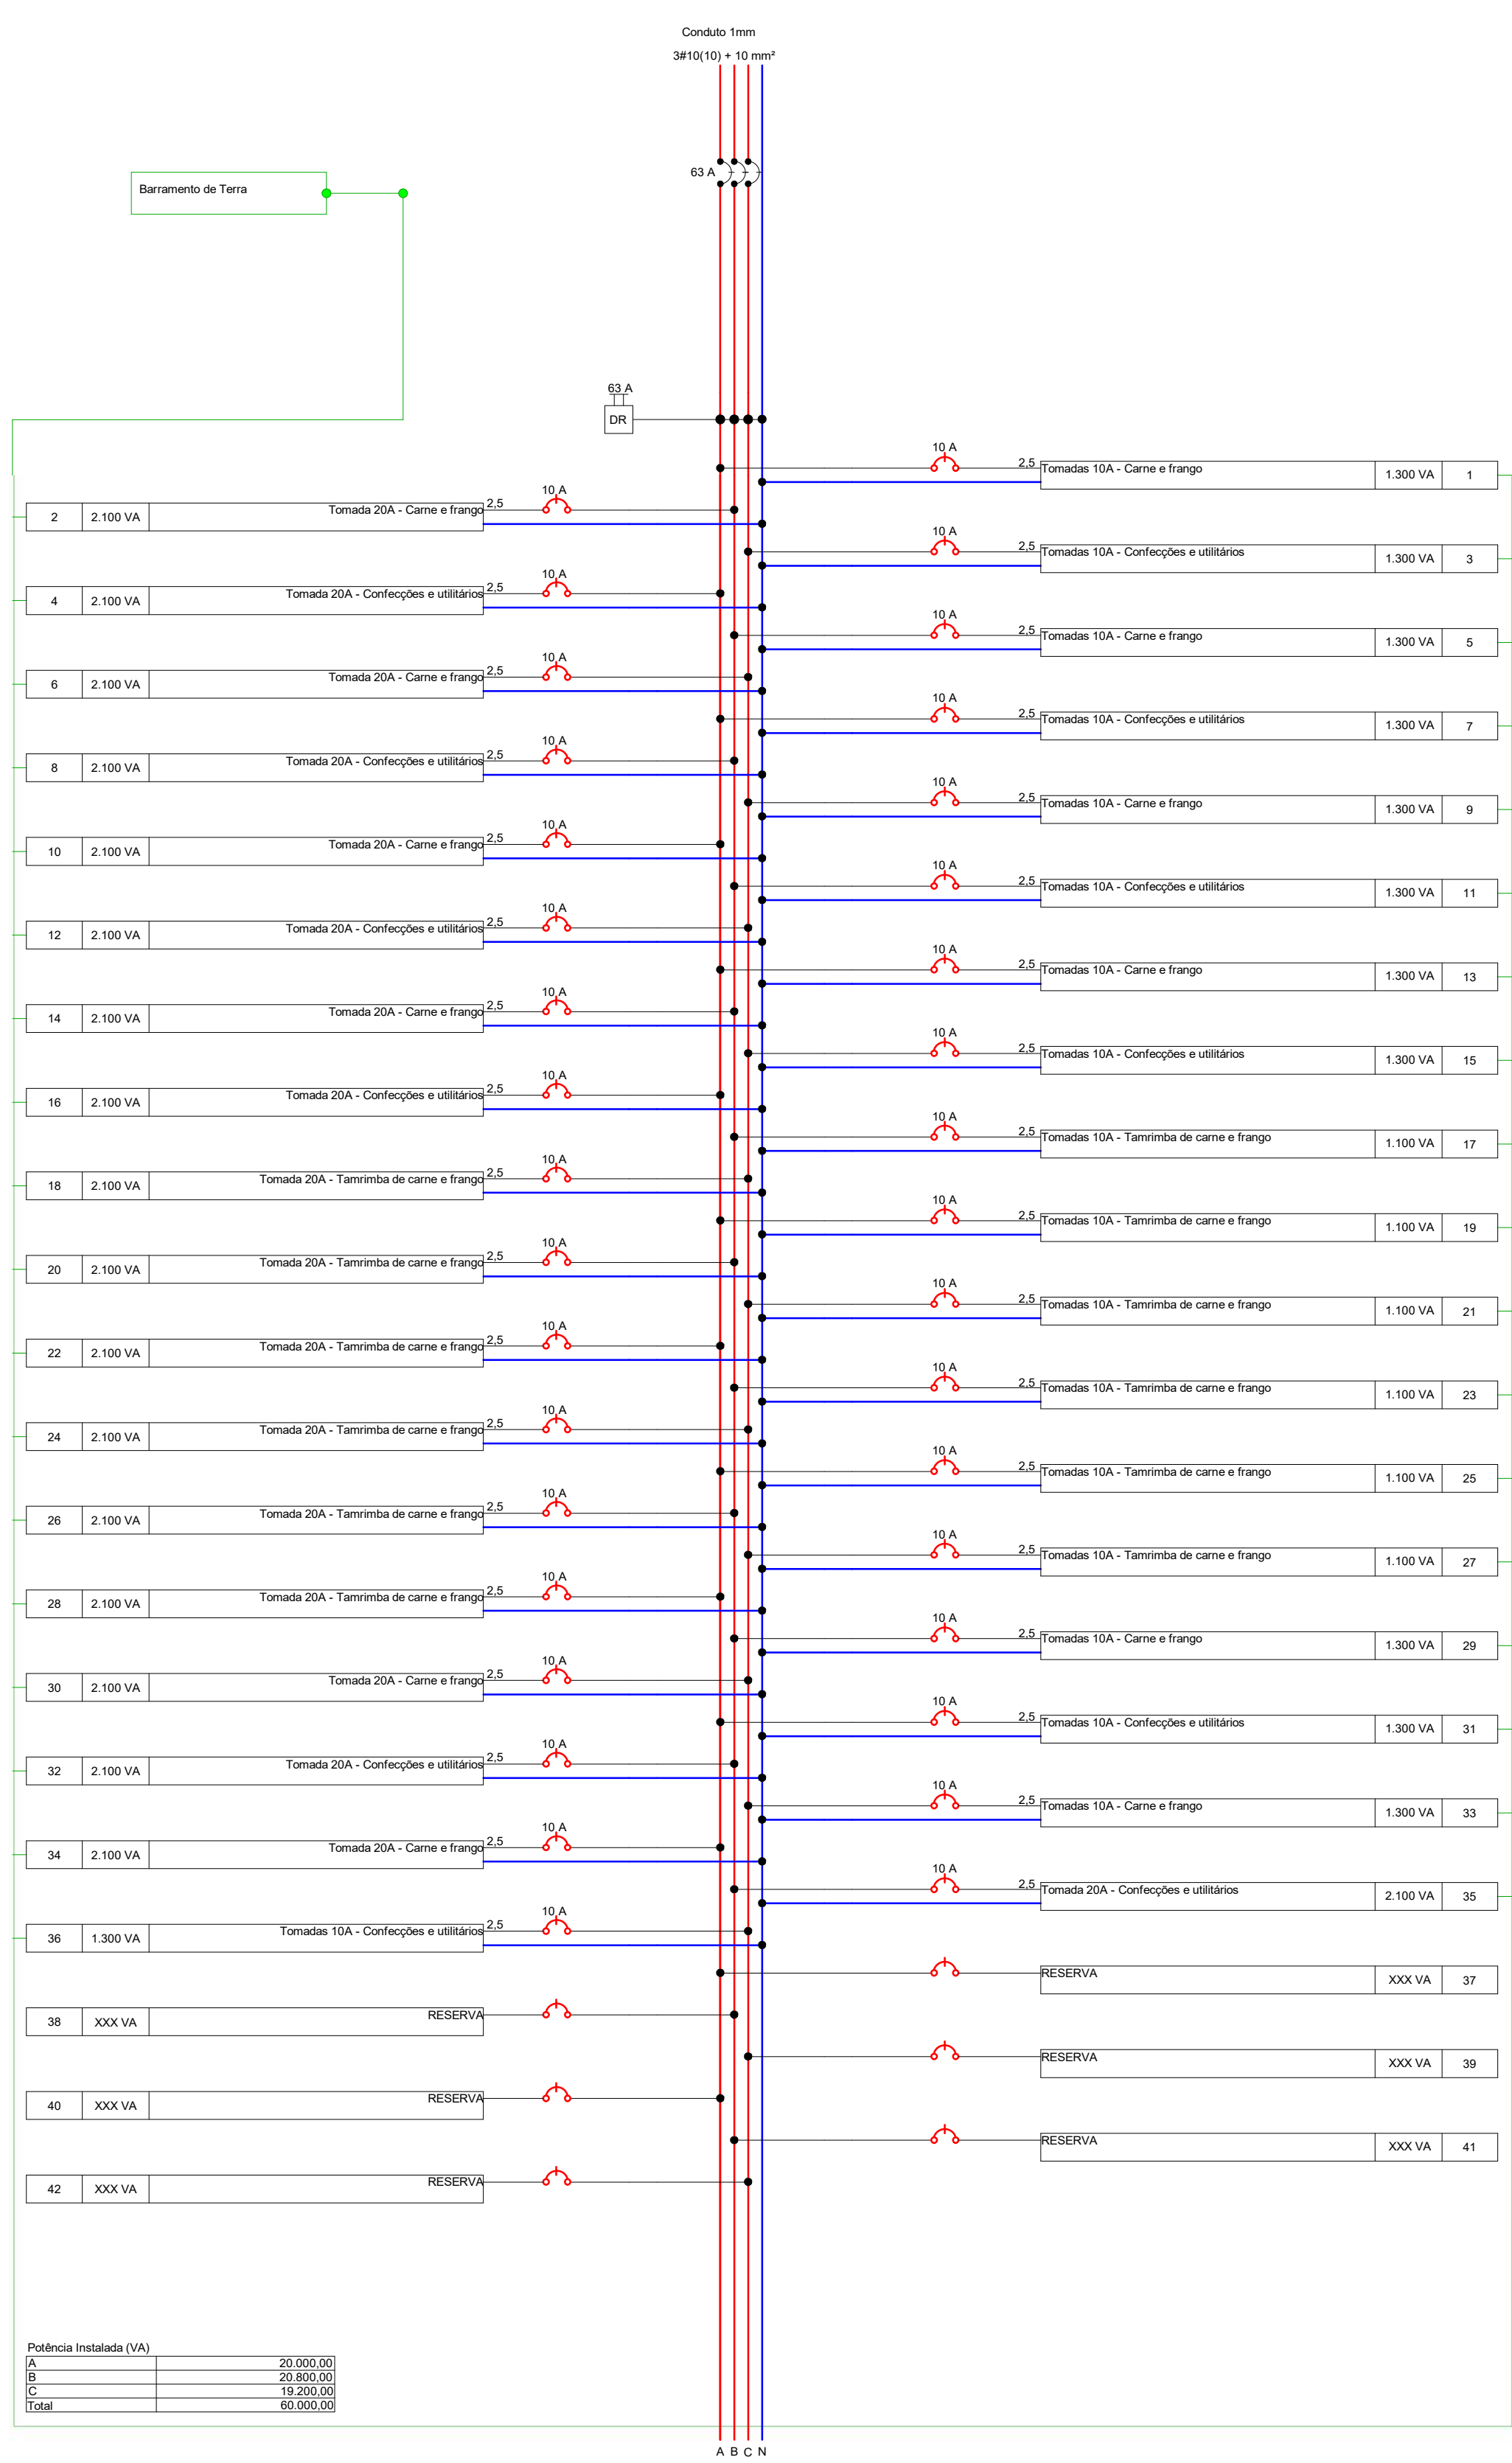 Conduto 1mm
3#10(10) + 10 mm²
63 A
Barramento de Terra
63 A
DR
10 A
2,5 Tomadas 10A - Carne e frango 1.300 VA 1
10 A
2 2.100 VA Tomada 20A - Carne e frango 2,5
10 A
2,5 Tomadas 10A - Confecções e utilitários 1.300 VA 3
10 A
4 2.100 VA Tomada 20A - Confecções e utilitários 2,5
10 A
2,5 Tomadas 10A - Carne e frango 1.300 VA 5
10 A
6 2.100 VA Tomada 20A - Carne e frango 2,5
10 A
2,5 Tomadas 10A - Confecções e utilitários 1.300 VA 7
10 A
8 2.100 VA Tomada 20A - Confecções e utilitários 2,5
10 A
2,5 Tomadas 10A - Carne e frango 1.300 VA 9
10 A
10 2.100 VA Tomada 20A - Carne e frango 2,5
10 A
2,5 Tomadas 10A - Confecções e utilitários 1.300 VA 11
10 A
12 2.100 VA Tomada 20A - Confecções e utilitários 2,5
10 A
2,5 Tomadas 10A - Carne e frango 1.300 VA 13
10 A
14 2.100 VA Tomada 20A - Carne e frango 2,5
10 A
2,5 Tomadas 10A - Confecções e utilitários 1.300 VA 15
10 A
16 2.100 VA Tomada 20A - Confecções e utilitários 2,5
10 A
2,5 Tomadas 10A - Tamrimba de carne e frango 1.100 VA 17
10 A
18 2.100 VA Tomada 20A - Tamrimba de carne e frango 2,5
10 A
2,5 Tomadas 10A - Tamrimba de carne e frango 1.100 VA 19
10 A
20 2.100 VA Tomada 20A - Tamrimba de carne e frango 2,5
10 A
2,5 Tomadas 10A - Tamrimba de carne e frango 1.100 VA 21
10 A
22 2.100 VA Tomada 20A - Tamrimba de carne e frango 2,5
10 A
2,5 Tomadas 10A - Tamrimba de carne e frango 1.100 VA 23
10 A
24 2.100 VA Tomada 20A - Tamrimba de carne e frango 2,5
10 A
2,5 Tomadas 10A - Tamrimba de carne e frango 1.100 VA 25
10 A
26 2.100 VA Tomada 20A - Tamrimba de carne e frango 2,5
10 A
2,5 Tomadas 10A - Tamrimba de carne e frango 1.100 VA 27
10 A
28 2.100 VA Tomada 20A - Tamrimba de carne e frango 2,5
10 A
2,5 Tomadas 10A - Carne e frango 1.300 VA 29
10 A
30 2.100 VA Tomada 20A - Carne e frango 2,5
10 A
2,5 Tomadas 10A - Confecções e utilitários 1.300 VA 31
10 A
32 2.100 VA Tomada 20A - Confecções e utilitários 2,5
10 A
2,5 Tomadas 10A - Carne e frango 1.300 VA 33
10 A
34 2.100 VA Tomada 20A - Carne e frango 2,5
10 A
2,5 Tomada 20A - Confecções e utilitários 2.100 VA 35
10 A
36 1.300 VA Tomadas 10A - Confecções e utilitários 2,5
RESERVA XXX VA 37
38 XXX VA RESERVA
RESERVA XXX VA 39
40 XXX VA RESERVA
RESERVA XXX VA 41
42 XXX VA RESERVA
Potência Instalada (VA)
A 20.000,00
B 20.800,00
C 19.200,00
Total 60.000,00
A B C N